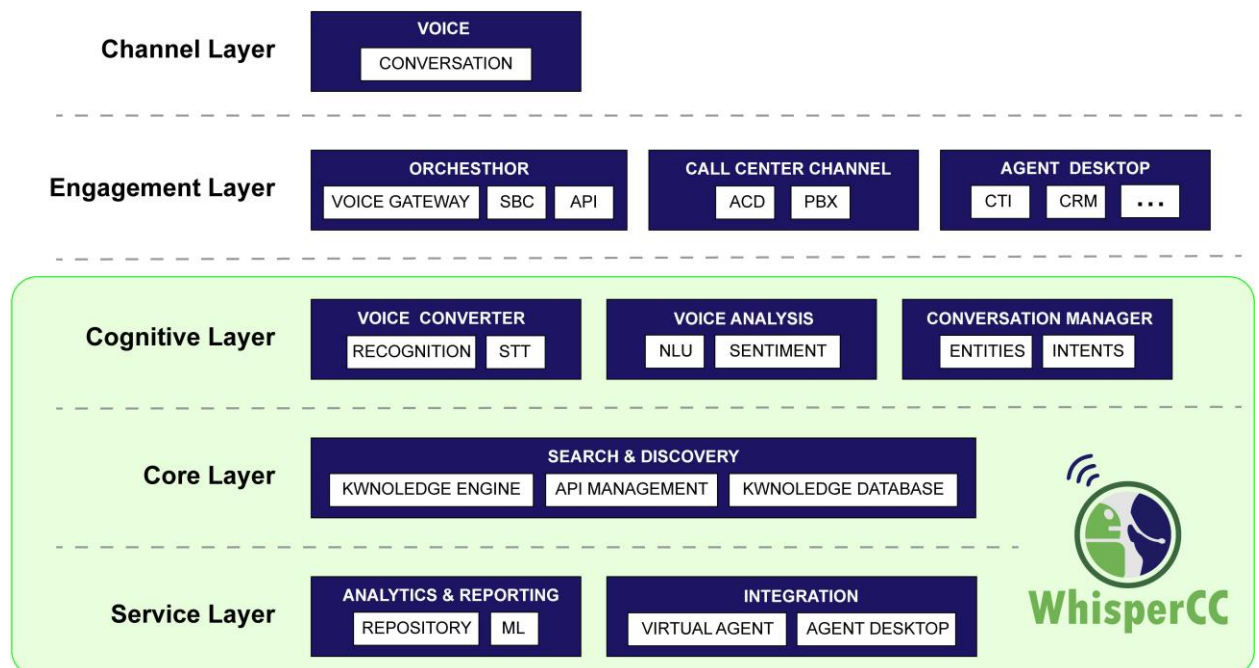 Channel Layer
VOICE
CONVERSATION
Engagement Layer
ORCHESTHOR
VOICE GATEWAY SBC API
CALL CENTER CHANNEL
ACD PBX
AGENT DESKTOP
CTI CRM ...
Cognitive Layer
VOICE CONVERTER
RECOGNITION STT
VOICE ANALYSIS
NLU SENTIMENT
CONVERSATION MANAGER
ENTITIES INTENTS
Core Layer
SEARCH & DISCOVERY
KWNOLEDGE ENGINE API MANAGEMENT KWNOLEDGE DATABASE
Service Layer
ANALYTICS & REPORTING
REPOSITORY ML
INTEGRATION
VIRTUAL AGENT AGENT DESKTOP
WhisperCC